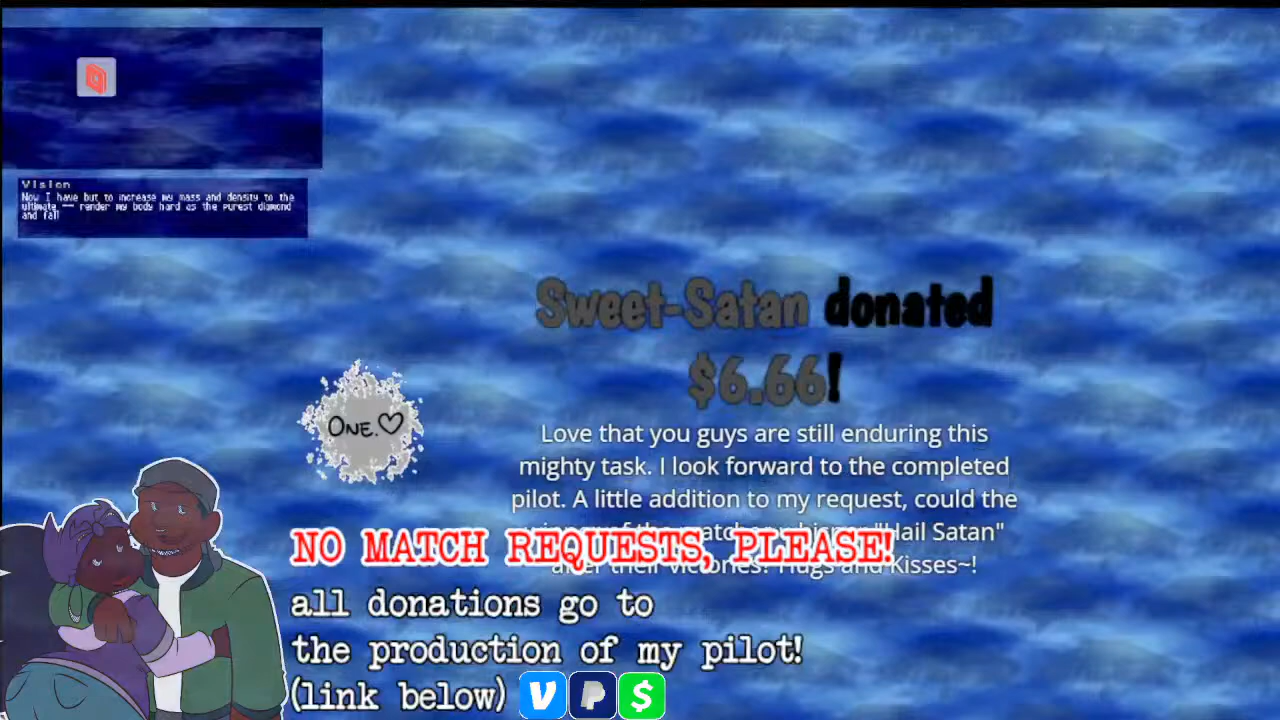 Vision
Now I have but to increase my mass and density to the
ultimate -- render my body hard as the purest diamond
and fall
Sweet-Satan donated
$6.66!
Love that you guys are still enduring this
mighty task. I look forward to the completed
pilot. A little addition to my request, could the
"Hail Satan"
after their victories? Hugs and Kisses~!
ONE.♡
NO MATCH REQUESTS, PLEASE!
all donations go to
the production of my pilot!
(link below)